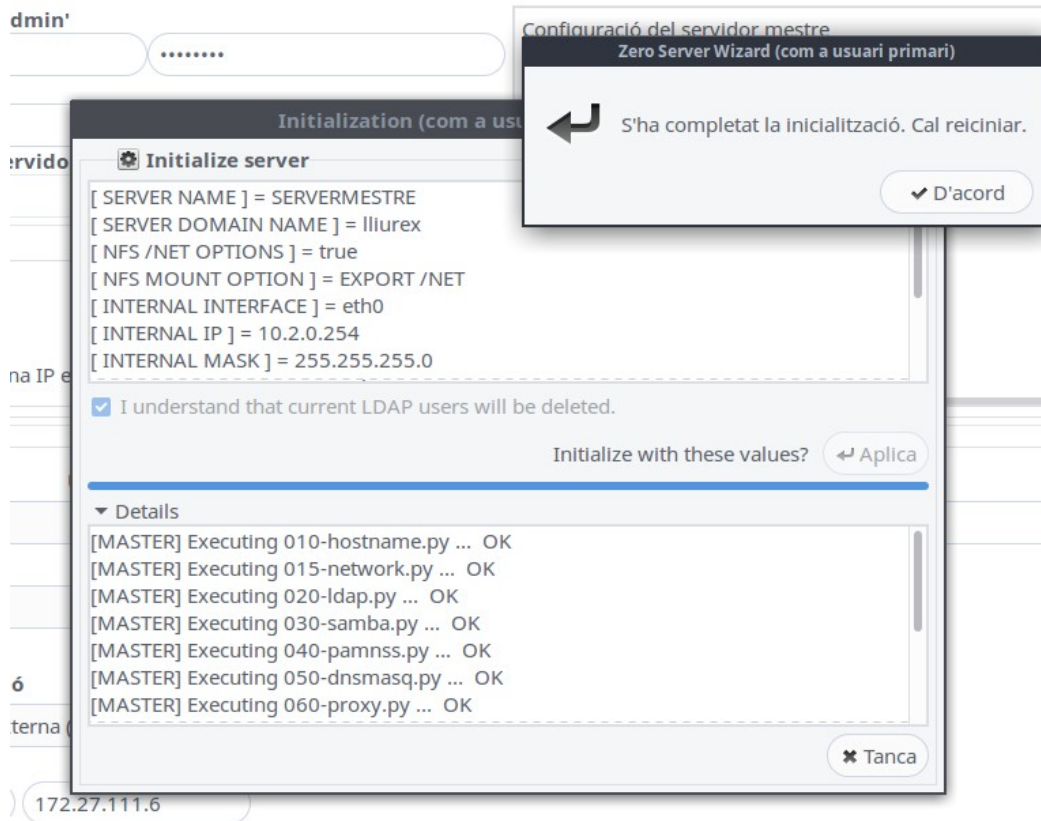 dmin'
••••••••
Configuració del servidor mestre
Zero Server Wizard (com a usuari primari)
S'ha completat la inicialització. Cal reiciniar.
D'acord
Initialization (com a usu
ervido
Initialize server
[ SERVER NAME ] = SERVERMESTRE
[ SERVER DOMAIN NAME ] = lliurex
[ NFS /NET OPTIONS ] = true
[ NFS MOUNT OPTION ] = EXPORT /NET
[ INTERNAL INTERFACE ] = eth0
[ INTERNAL IP ] = 10.2.0.254
[ INTERNAL MASK ] = 255.255.255.0
na IP e
I understand that current LDAP users will be deleted.
Initialize with these values?
Aplica
Details
[MASTER] Executing 010-hostname.py ... OK
[MASTER] Executing 015-network.py ... OK
[MASTER] Executing 020-ldap.py ... OK
[MASTER] Executing 030-samba.py ... OK
[MASTER] Executing 040-pamnss.py ... OK
[MASTER] Executing 050-dnsmasq.py ... OK
[MASTER] Executing 060-proxy.py ... OK
ó
terna (
Tanca
172.27.111.6